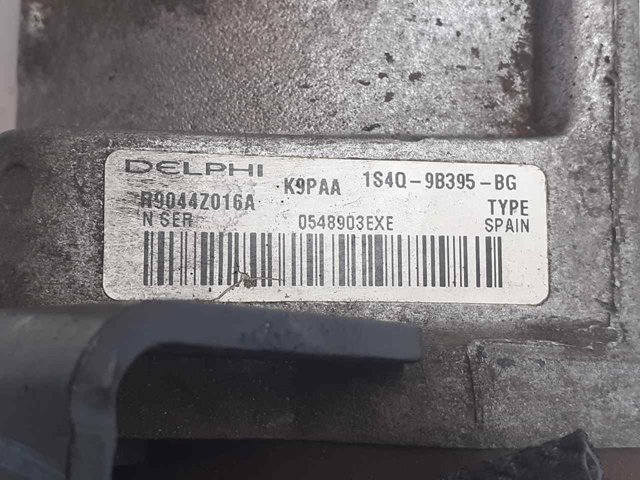 DELPHI K9PAA 1S4Q-9B395-BG
R9044Z016A TYPE
N SER 0548903EXE SPAIN